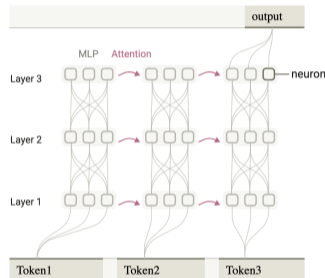 output
MLP Attention
Layer 3
neuron
Layer 2
Layer 1
Token1 Token2 Token3